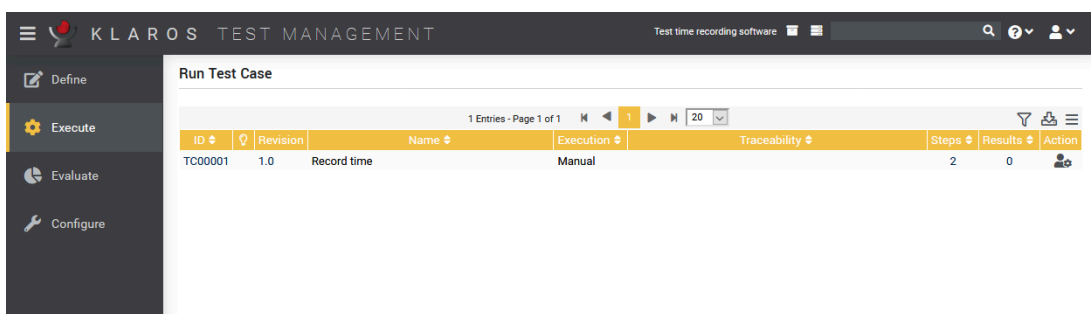 KLAROS TEST MANAGEMENT
Test time recording software
Define
Execute
Evaluate
Configure
Run Test Case
1 Entries - Page 1 of 1 1 20
ID Revision Name Execution Traceability Steps Results Action
TC00001 1.0 Record time Manual 2 0